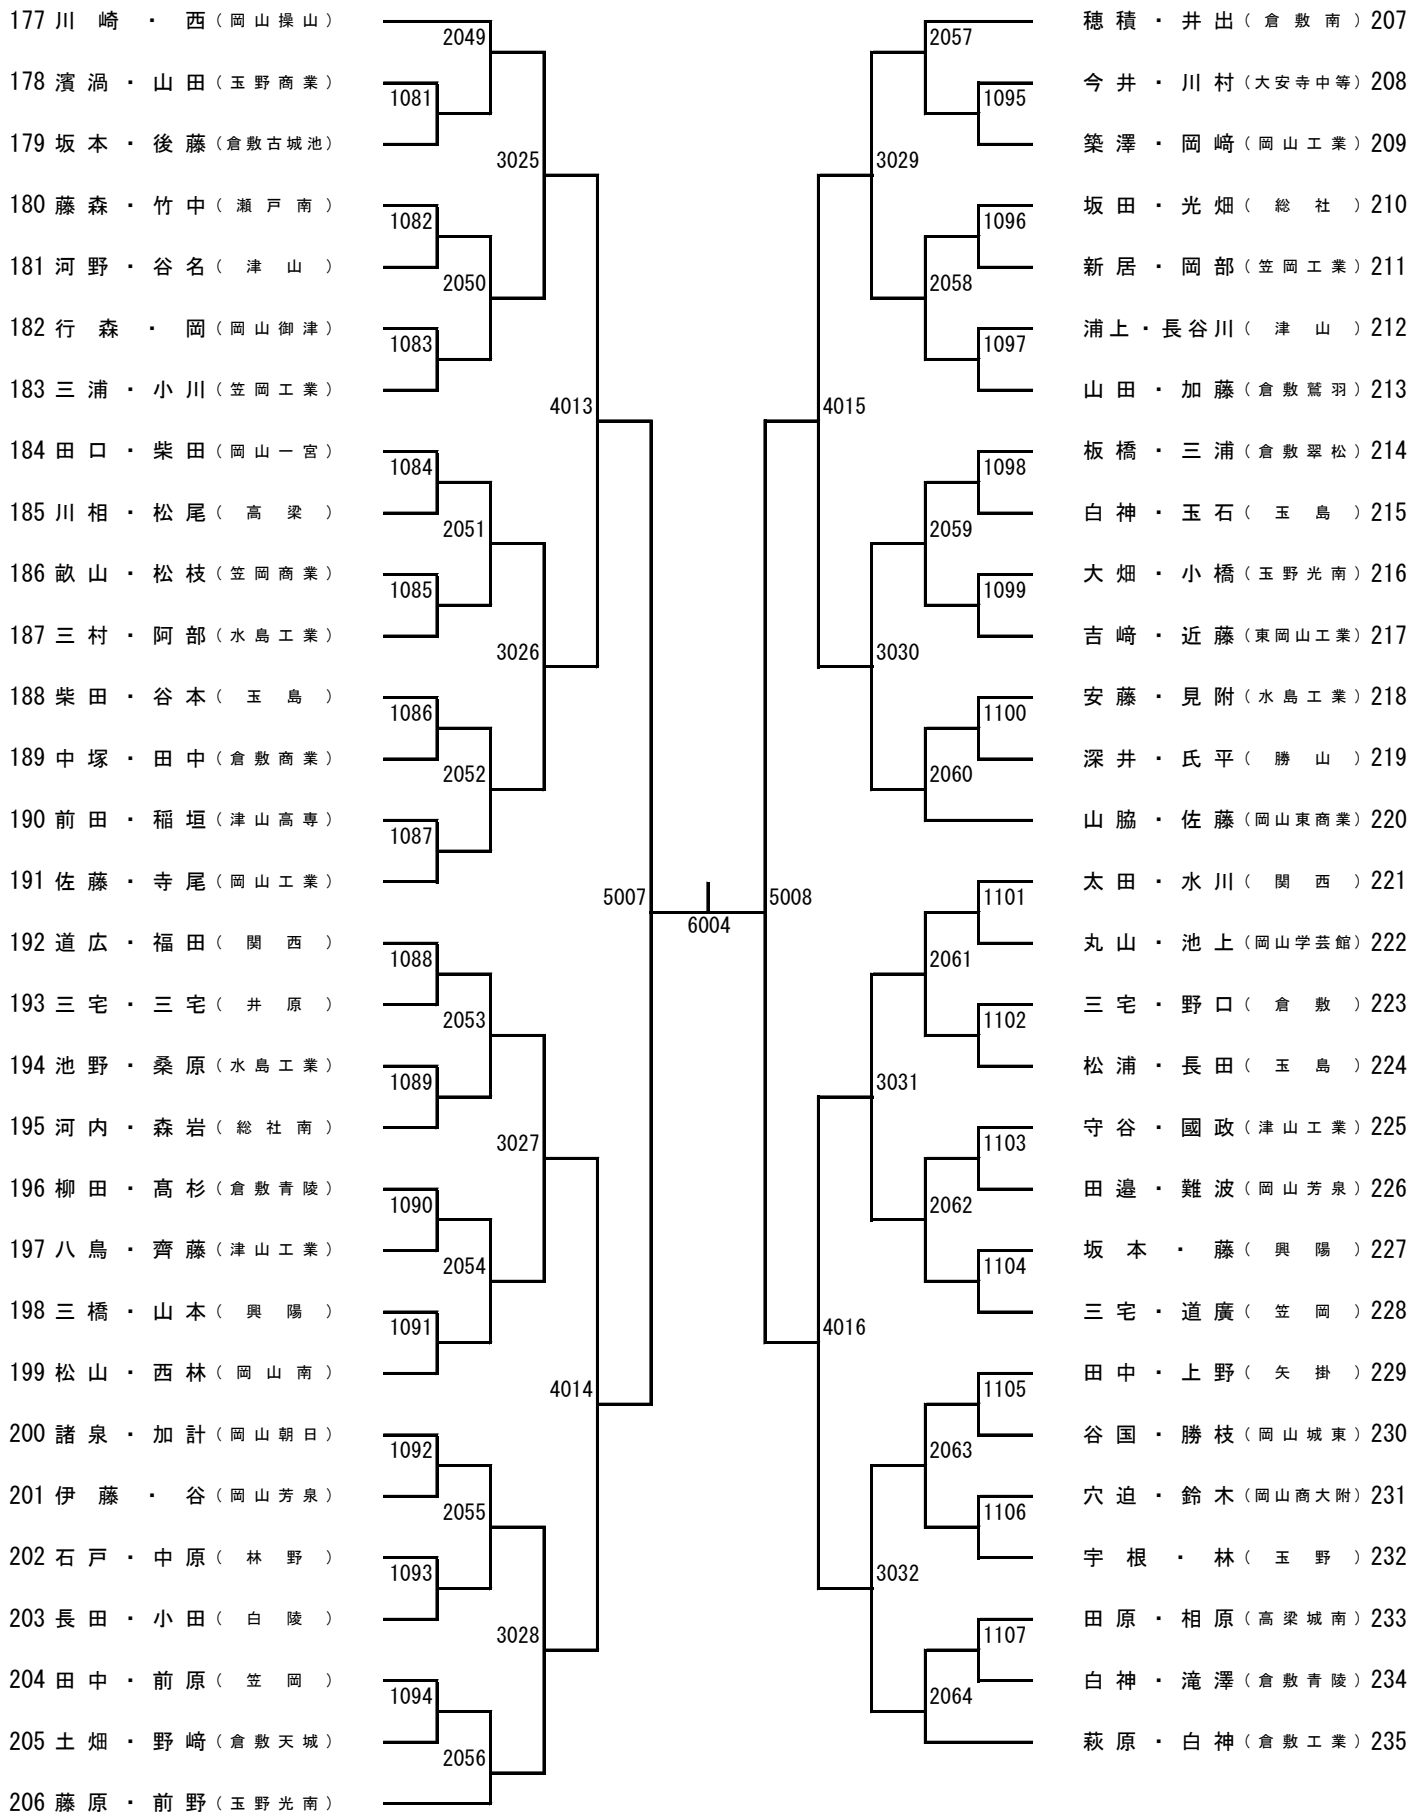 177 川崎・西（岡山操山）
2049
178 濱渦・山田（玉野商業）
1081
179 坂本・後藤（倉敷古城池）
3025
180 藤森・竹中（瀬戸南）
1082
181 河野・谷名（津山）
2050
182 行森・岡（岡山御津）
1083
183 三浦・小川（笠岡工業）
4013
184 田口・柴田（岡山一宮）
1084
185 川相・松尾（高梁）
2051
186 畝山・松枝（笠岡商業）
1085
187 三村・阿部（水島工業）
3026
188 柴田・谷本（玉島）
1086
189 中塚・田中（倉敷商業）
2052
190 前田・稲垣（津山高専）
1087
191 佐藤・寺尾（岡山工業）
5007
192 道広・福田（関西）
1088
193 三宅・三宅（井原）
2053
194 池野・桑原（水島工業）
1089
195 河内・森岩（総社南）
3027
196 柳田・髙杉（倉敷青陵）
1090
197 八鳥・齊藤（津山工業）
2054
198 三橋・山本（興陽）
1091
199 松山・西林（岡山南）
4014
200 諸泉・加計（岡山朝日）
1092
201 伊藤・谷（岡山芳泉）
2055
202 石戸・中原（林野）
1093
203 長田・小田（白陵）
3028
204 田中・前原（笠岡）
1094
205 土畑・野﨑（倉敷天城）
2056
206 藤原・前野（玉野光南）
6004
穂積・井出（倉敷南）207
2057
今井・川村（大安寺中等）208
1095
築澤・岡﨑（岡山工業）209
3029
坂田・光畑（総社）210
1096
新居・岡部（笠岡工業）211
2058
浦上・長谷川（津山）212
1097
山田・加藤（倉敷鷲羽）213
4015
板橋・三浦（倉敷翠松）214
1098
白神・玉石（玉島）215
2059
大畑・小橋（玉野光南）216
1099
吉﨑・近藤（東岡山工業）217
3030
安藤・見附（水島工業）218
1100
深井・氏平（勝山）219
2060
山脇・佐藤（岡山東商業）220
太田・水川（関西）221
5008
1101
丸山・池上（岡山学芸館）222
2061
三宅・野口（倉敷）223
1102
松浦・長田（玉島）224
3031
守谷・國政（津山工業）225
1103
田邉・難波（岡山芳泉）226
2062
坂本・藤（興陽）227
1104
三宅・道廣（笠岡）228
4016
田中・上野（矢掛）229
1105
谷国・勝枝（岡山城東）230
2063
穴迫・鈴木（岡山商大附）231
1106
宇根・林（玉野）232
3032
田原・相原（高梁城南）233
1107
白神・滝澤（倉敷青陵）234
2064
萩原・白神（倉敷工業）235